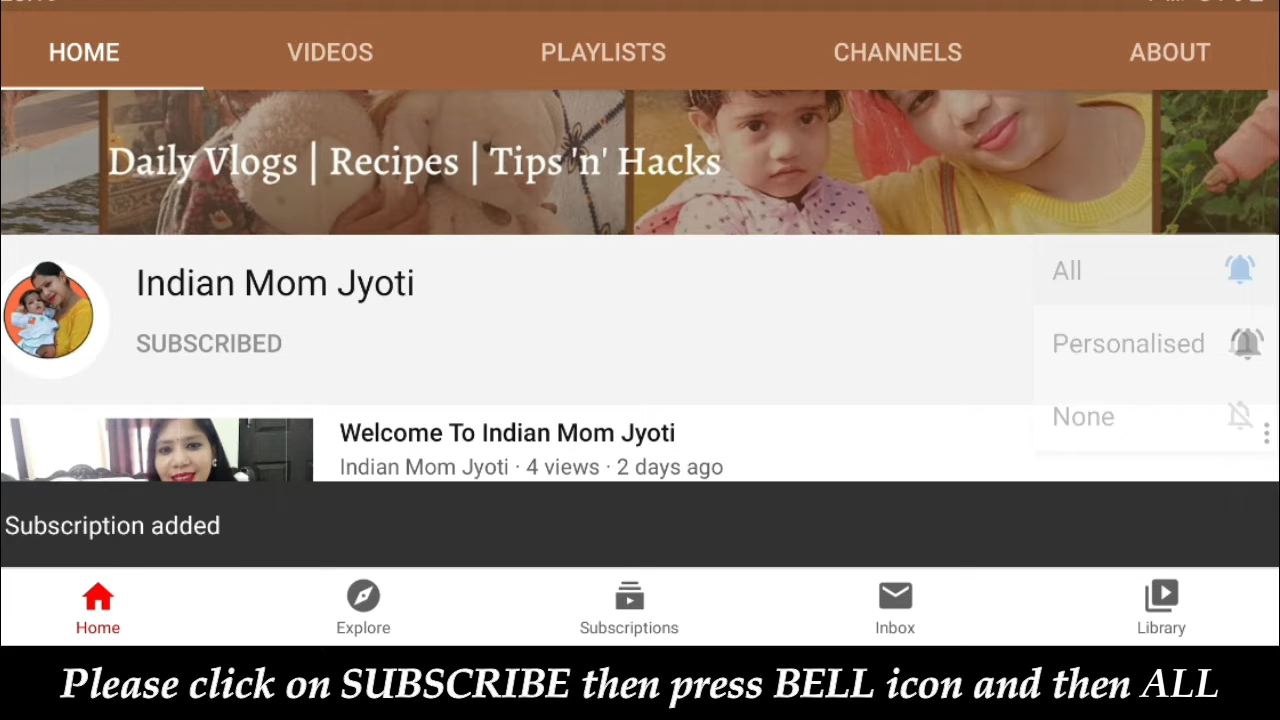 HOME VIDEOS PLAYLISTS CHANNELS ABOUT
Daily Vlogs | Recipes | Tips 'n' Hacks
Indian Mom Jyoti
SUBSCRIBED
All
Personalised
None
Welcome To Indian Mom Jyoti
Indian Mom Jyoti · 4 views · 2 days ago
Subscription added
Home Explore Subscriptions Inbox Library
Please click on SUBSCRIBE then press BELL icon and then ALL